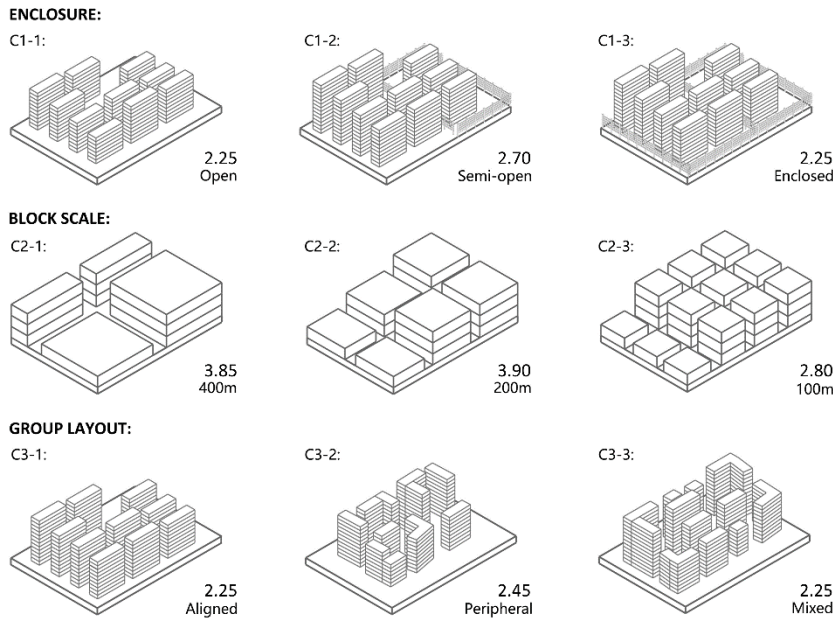 ENCLOSURE:
C1-1:
C1-2:
C1-3:
2.25
Open
2.70
Semi-open
2.25
Enclosed
BLOCK SCALE:
C2-1:
C2-2:
C2-3:
3.85
400m
3.90
200m
2.80
100m
GROUP LAYOUT:
C3-1:
C3-2:
C3-3:
2.25
Aligned
2.45
Peripheral
2.25
Mixed